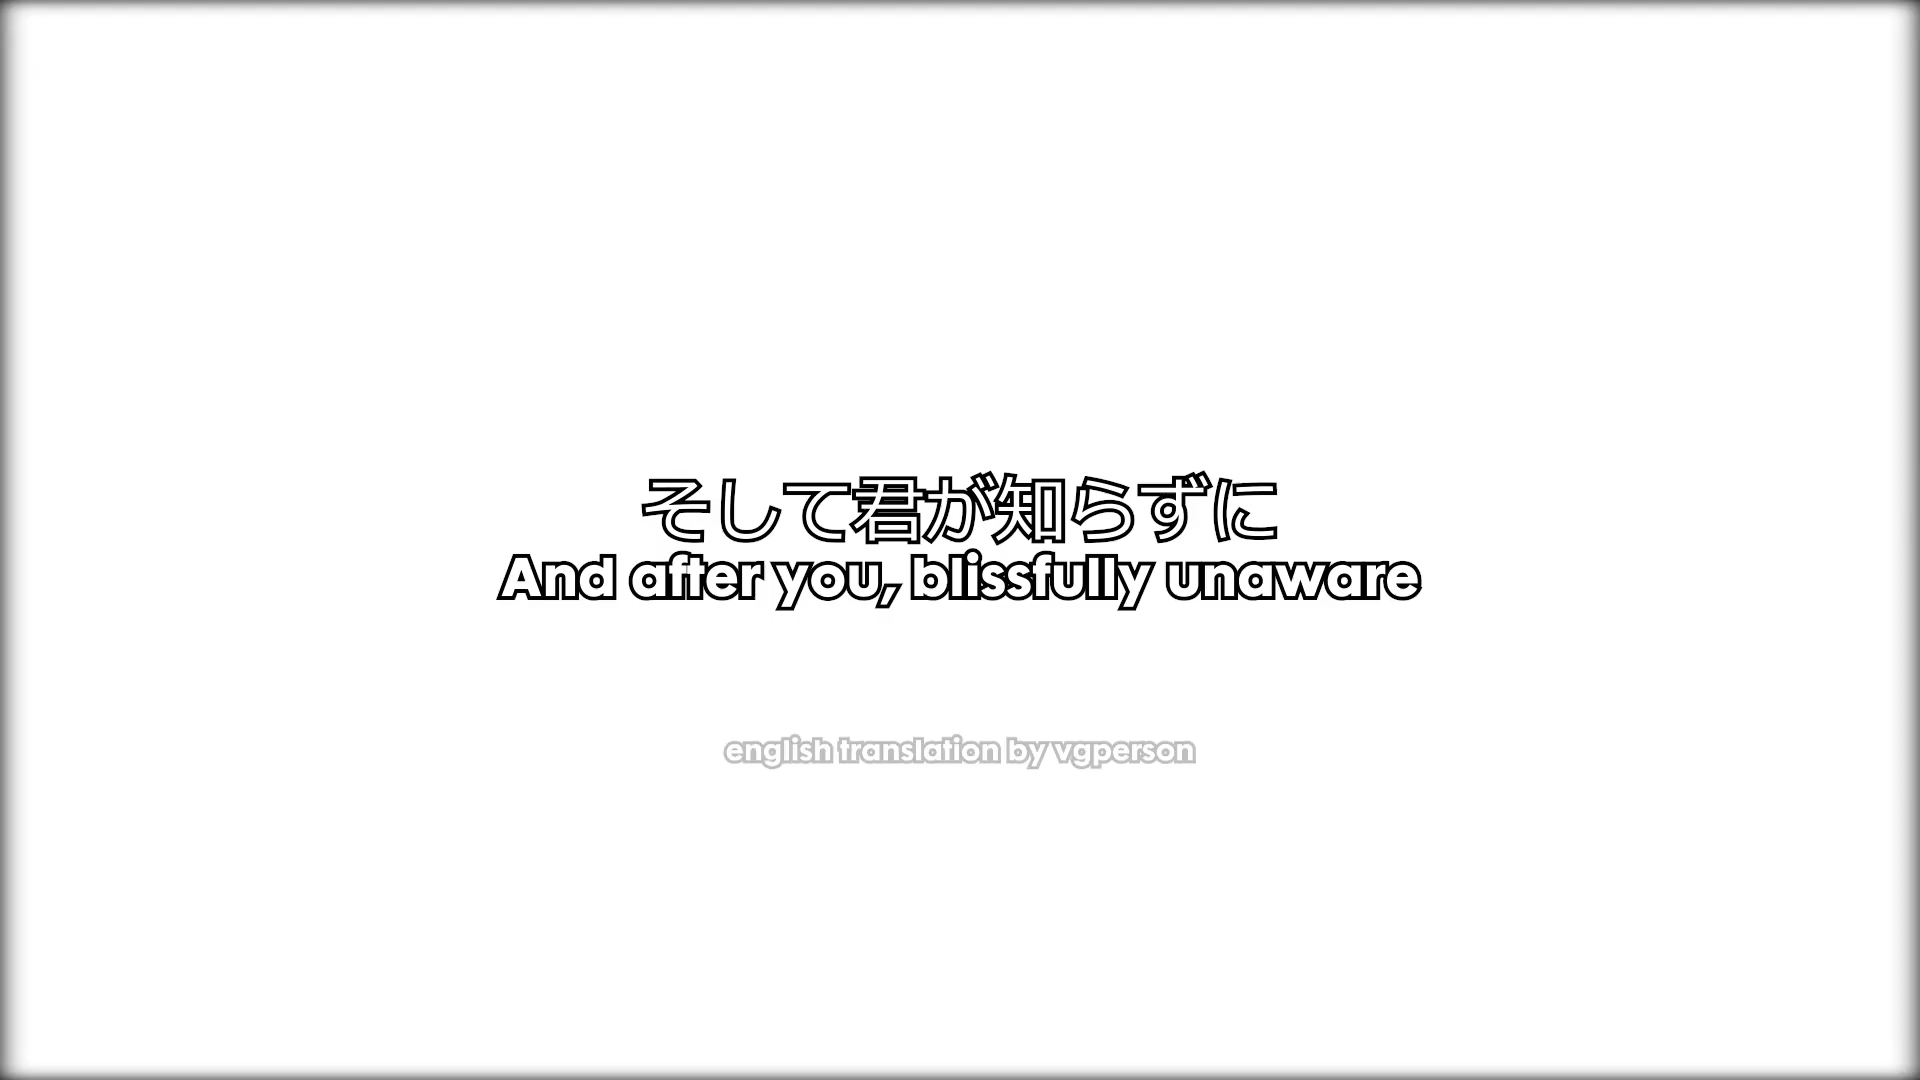 そして君が知らずに
And after you, blissfully unaware
english translation by vgperson